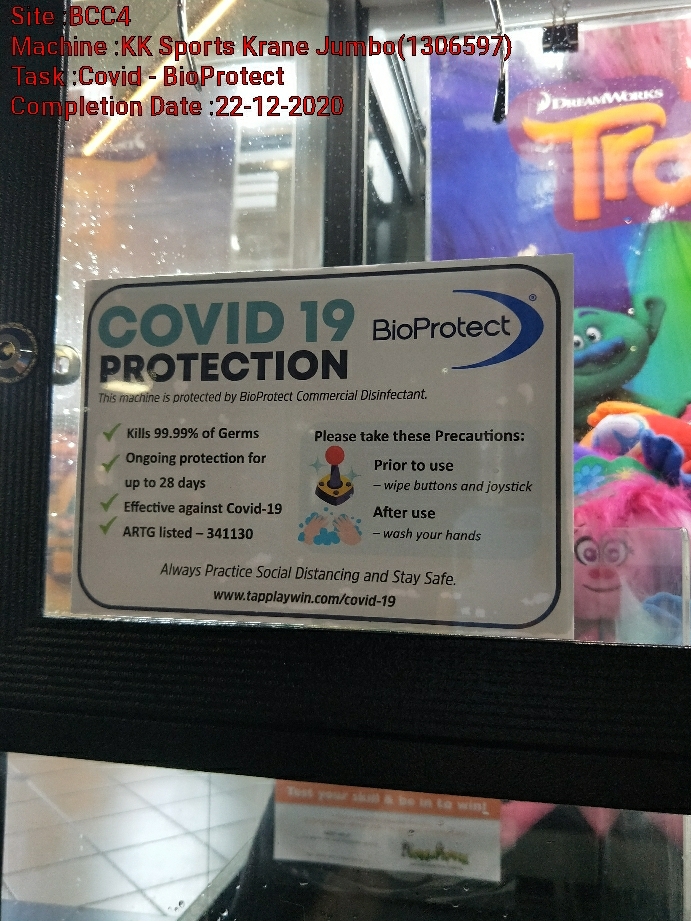 Site :BCC4
Machine :KK Sports Krane Jumbo(1306597)
Task :Covid - BioProtect
Completion Date :22-12-2020
DREAMWORKS
Tro
COVID 19
PROTECTION
BioProtect®
This machine is protected by BioProtect Commercial Disinfectant.
Kills 99.99% of Germs
Ongoing protection for
up to 28 days
Effective against Covid-19
ARTG listed – 341130
Please take these Precautions:
Prior to use
– wipe buttons and joystick
After use
– wash your hands
Always Practice Social Distancing and Stay Safe.
www.tapplaywin.com/covid-19
Test your skill & be in to win!